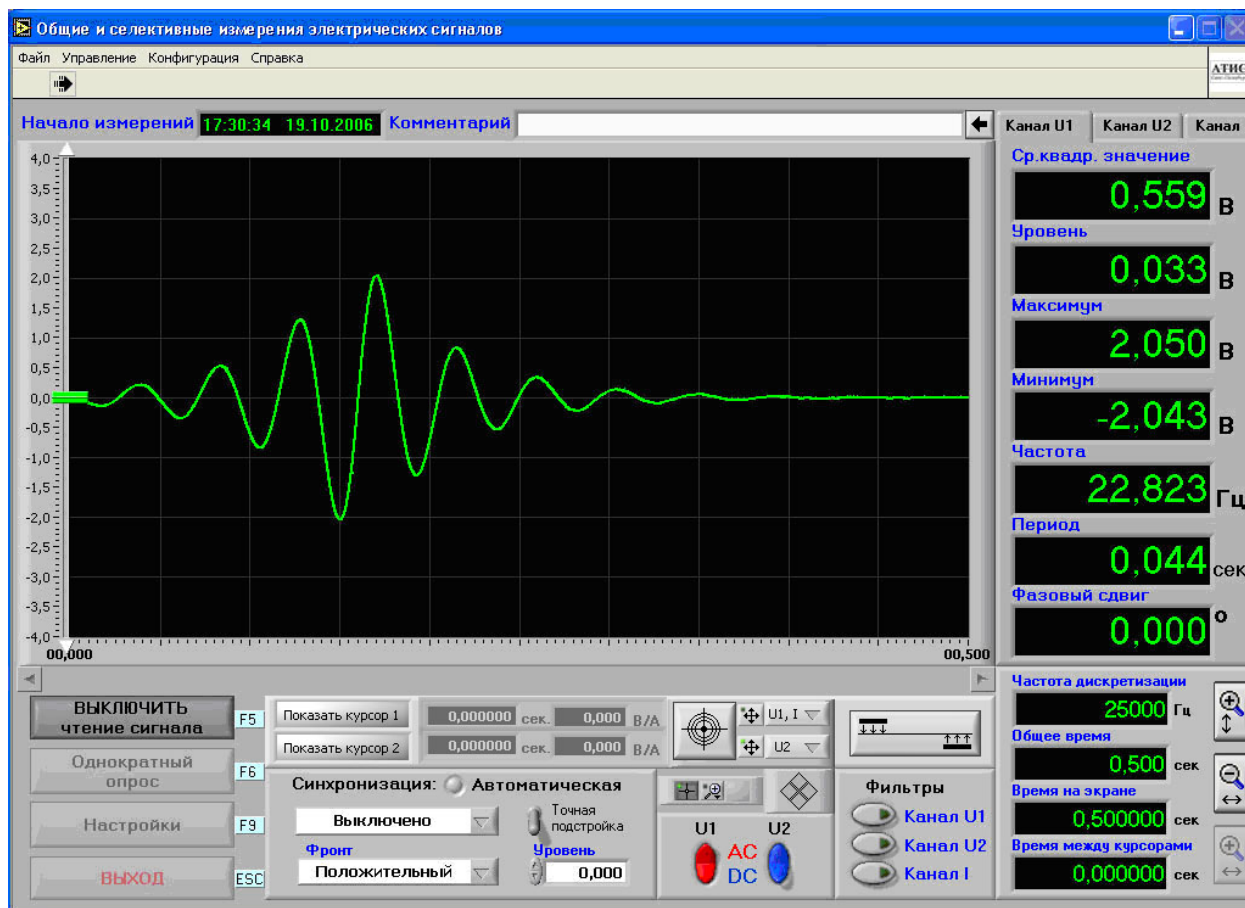 Общие и селективные измерения электрических сигналов
Файл Управление Конфигурация Справка
АТИС
Начало измерений 17:30:34 19.10.2006 Комментарий
Канал U1 Канал U2 Канал
4,0
3,5
3,0
2,5
2,0
1,5
1,0
0,5
0,0
-0,5
-1,0
-1,5
-2,0
-2,5
-3,0
-3,5
-4,0
00,000 00,500
Ср.квадр. значение
0,559 В
Уровень
0,033 В
Максимум
2,050 В
Минимум
-2,043 В
Частота
22,823 Гц
Период
0,044 сек
Фазовый сдвиг
0,000 °
ВЫКЛЮЧИТЬ
чтение сигнала F5
Однократный
опрос F6
Настройки F9
ВЫХОД ESC
Показать курсор 1 0,000000 сек. 0,000 В/А
Показать курсор 2 0,000000 сек. 0,000 В/А
U1, I
U2
Синхронизация: Автоматическая
Выключено
Точная
подстройка
Фронт
Положительный
Уровень
0,000
U1 U2
AC
DC
Фильтры
Канал U1
Канал U2
Канал I
Частота дискретизации
25000 Гц
Общее время
0,500 сек
Время на экране
0,500000 сек
Время между курсорами
0,000000 сек